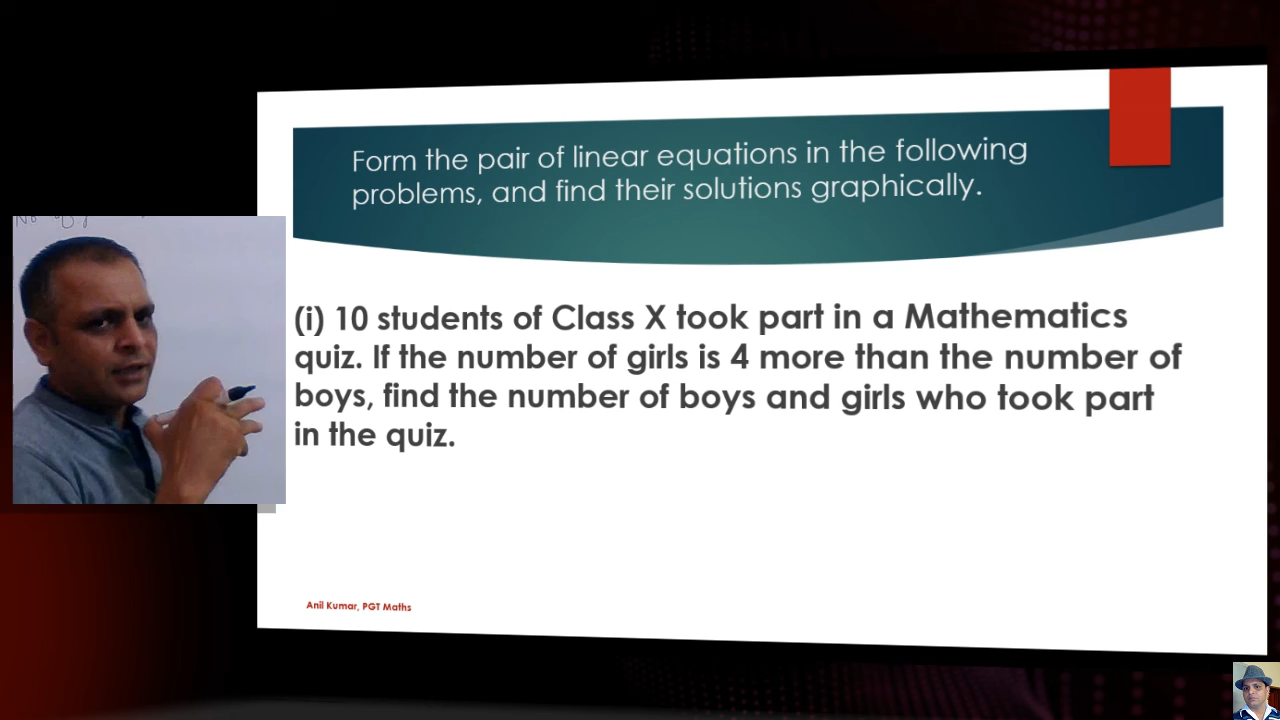 Form the pair of linear equations in the following
problems, and find their solutions graphically.
No of
(i) 10 students of Class X took part in a Mathematics
quiz. If the number of girls is 4 more than the number of
boys, find the number of boys and girls who took part
in the quiz.
Anil Kumar, PGT Maths